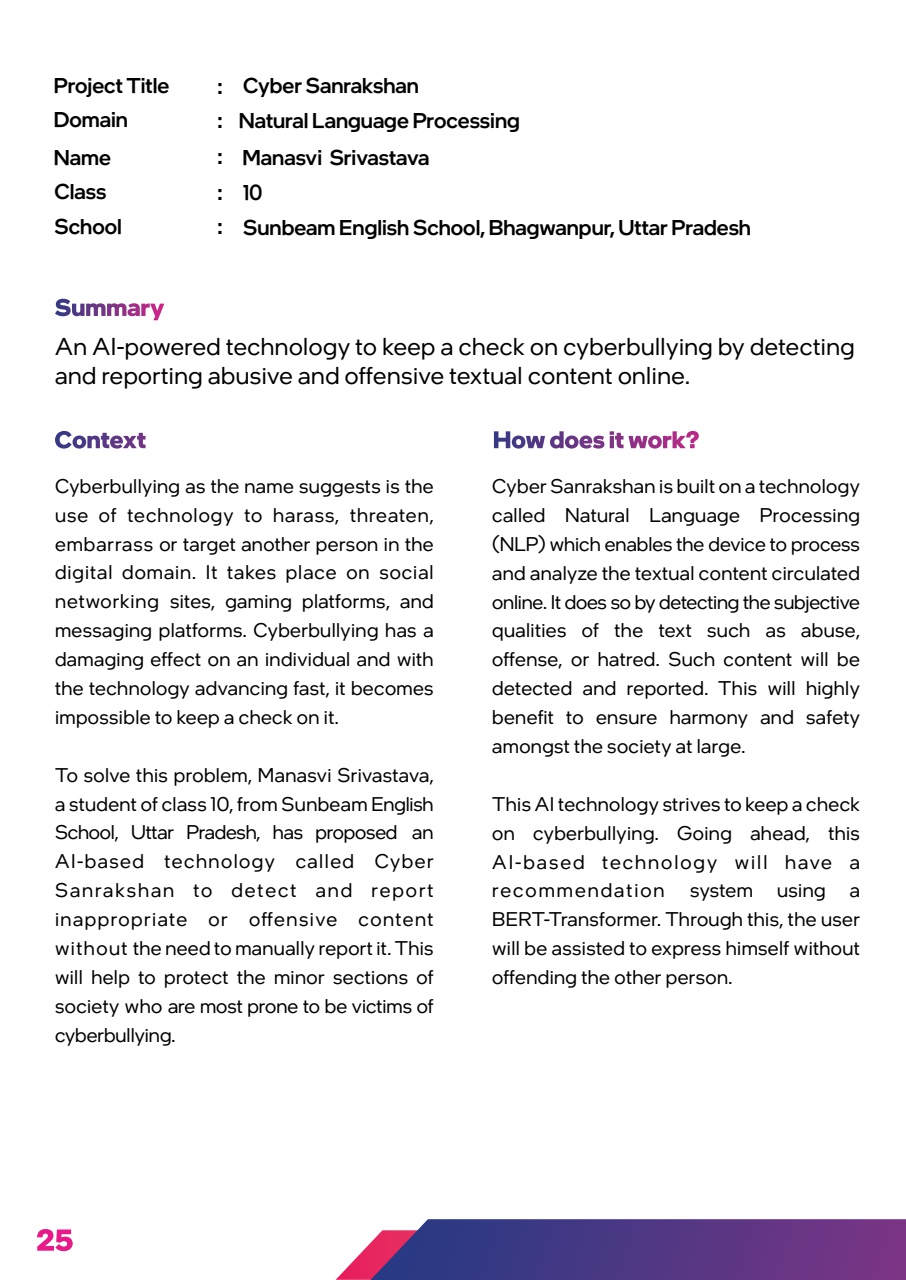 Project Title : Cyber Sanrakshan
Domain : Natural Language Processing
Name : Manasvi Srivastava
Class : 10
School : Sunbeam English School, Bhagwanpur, Uttar Pradesh
Summary
An AI-powered technology to keep a check on cyberbullying by detecting
and reporting abusive and offensive textual content online.
Context
Cyberbullying as the name suggests is the
use of technology to harass, threaten,
embarrass or target another person in the
digital domain. It takes place on social
networking sites, gaming platforms, and
messaging platforms. Cyberbullying has a
damaging effect on an individual and with
the technology advancing fast, it becomes
impossible to keep a check on it.
To solve this problem, Manasvi Srivastava,
a student of class 10, from Sunbeam English
School, Uttar Pradesh, has proposed an
AI-based technology called Cyber
Sanrakshan to detect and report
inappropriate or offensive content
without the need to manually report it. This
will help to protect the minor sections of
society who are most prone to be victims of
cyberbullying.
How does it work?
Cyber Sanrakshan is built on a technology
called Natural Language Processing
(NLP) which enables the device to process
and analyze the textual content circulated
online. It does so by detecting the subjective
qualities of the text such as abuse,
offense, or hatred. Such content will be
detected and reported. This will highly
benefit to ensure harmony and safety
amongst the society at large.
This AI technology strives to keep a check
on cyberbullying. Going ahead, this
AI-based technology will have a
recommendation system using a
BERT-Transformer. Through this, the user
will be assisted to express himself without
offending the other person.
25